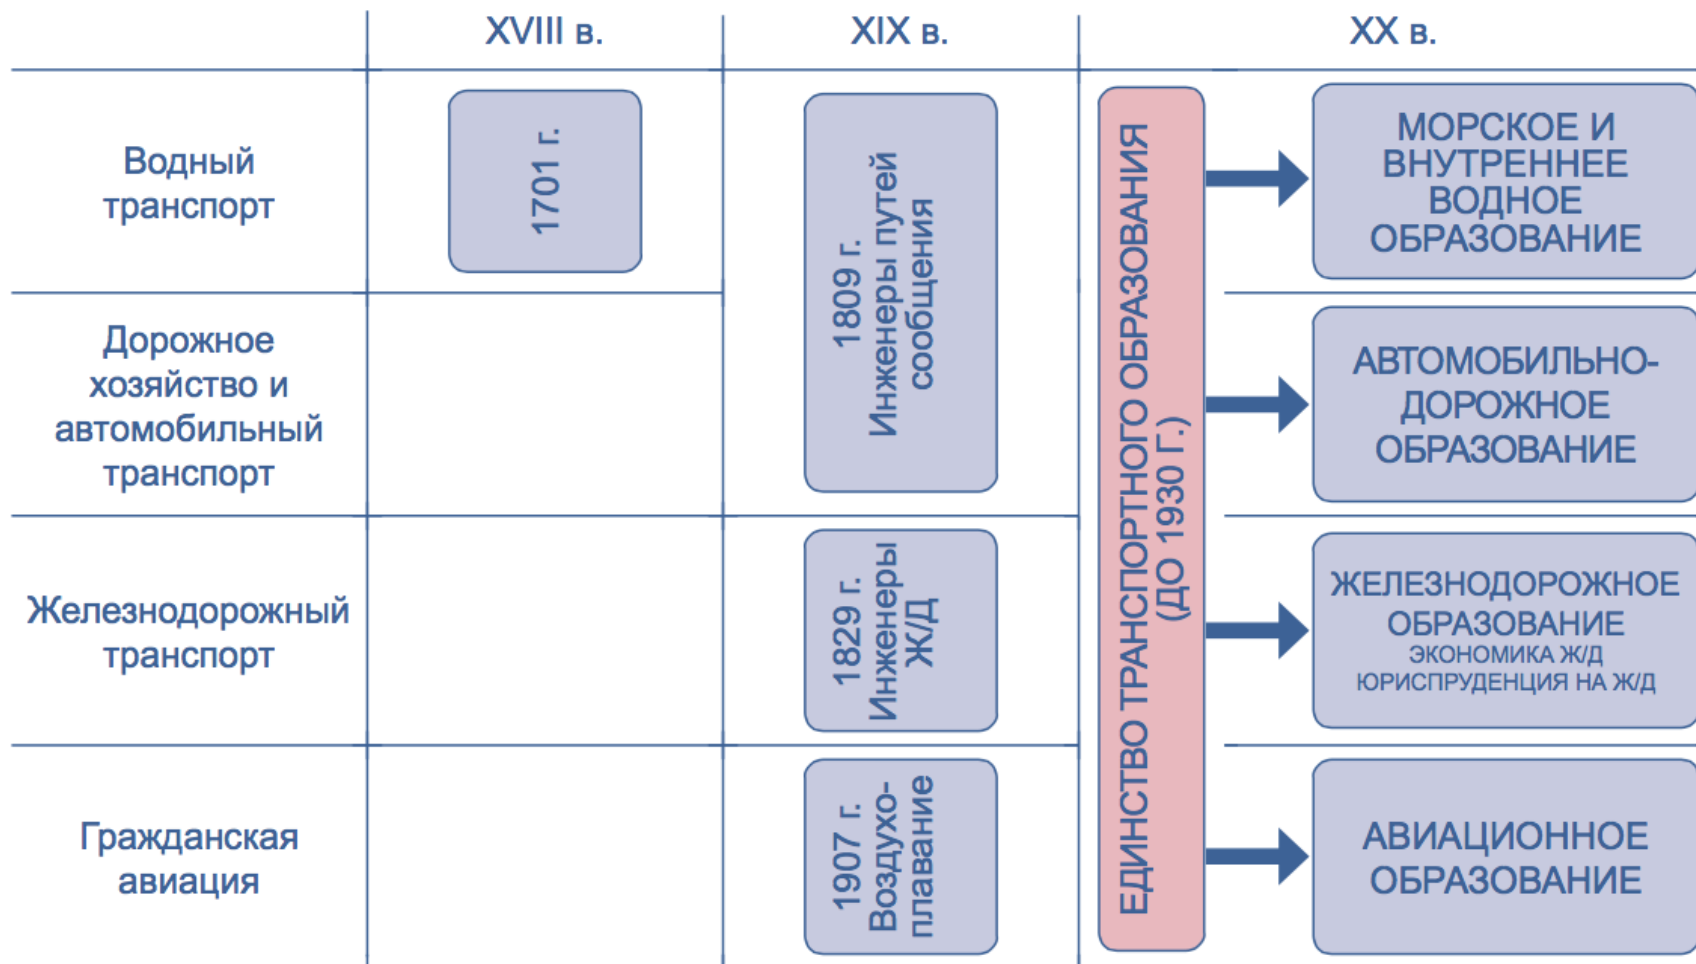 XVIII в.
XIX в.
XX в.
Водный
транспорт
1701 г.
1809 г.
Инженеры путей
сообщения
ЕДИНСТВО ТРАНСПОРТНОГО ОБРАЗОВАНИЯ
(ДО 1930 Г.)
МОРСКОЕ И
ВНУТРЕННЕЕ
ВОДНОЕ
ОБРАЗОВАНИЕ
Дорожное
хозяйство и
автомобильный
транспорт
АВТОМОБИЛЬНО-
ДОРОЖНОЕ
ОБРАЗОВАНИЕ
Железнодорожный
транспорт
1829 г.
Инженеры
Ж/Д
ЖЕЛЕЗНОДОРОЖНОЕ
ОБРАЗОВАНИЕ
ЭКОНОМИКА Ж/Д
ЮРИСПРУДЕНЦИЯ НА Ж/Д
Гражданская
авиация
1907 г.
Воздухо-
плавание
АВИАЦИОННОЕ
ОБРАЗОВАНИЕ